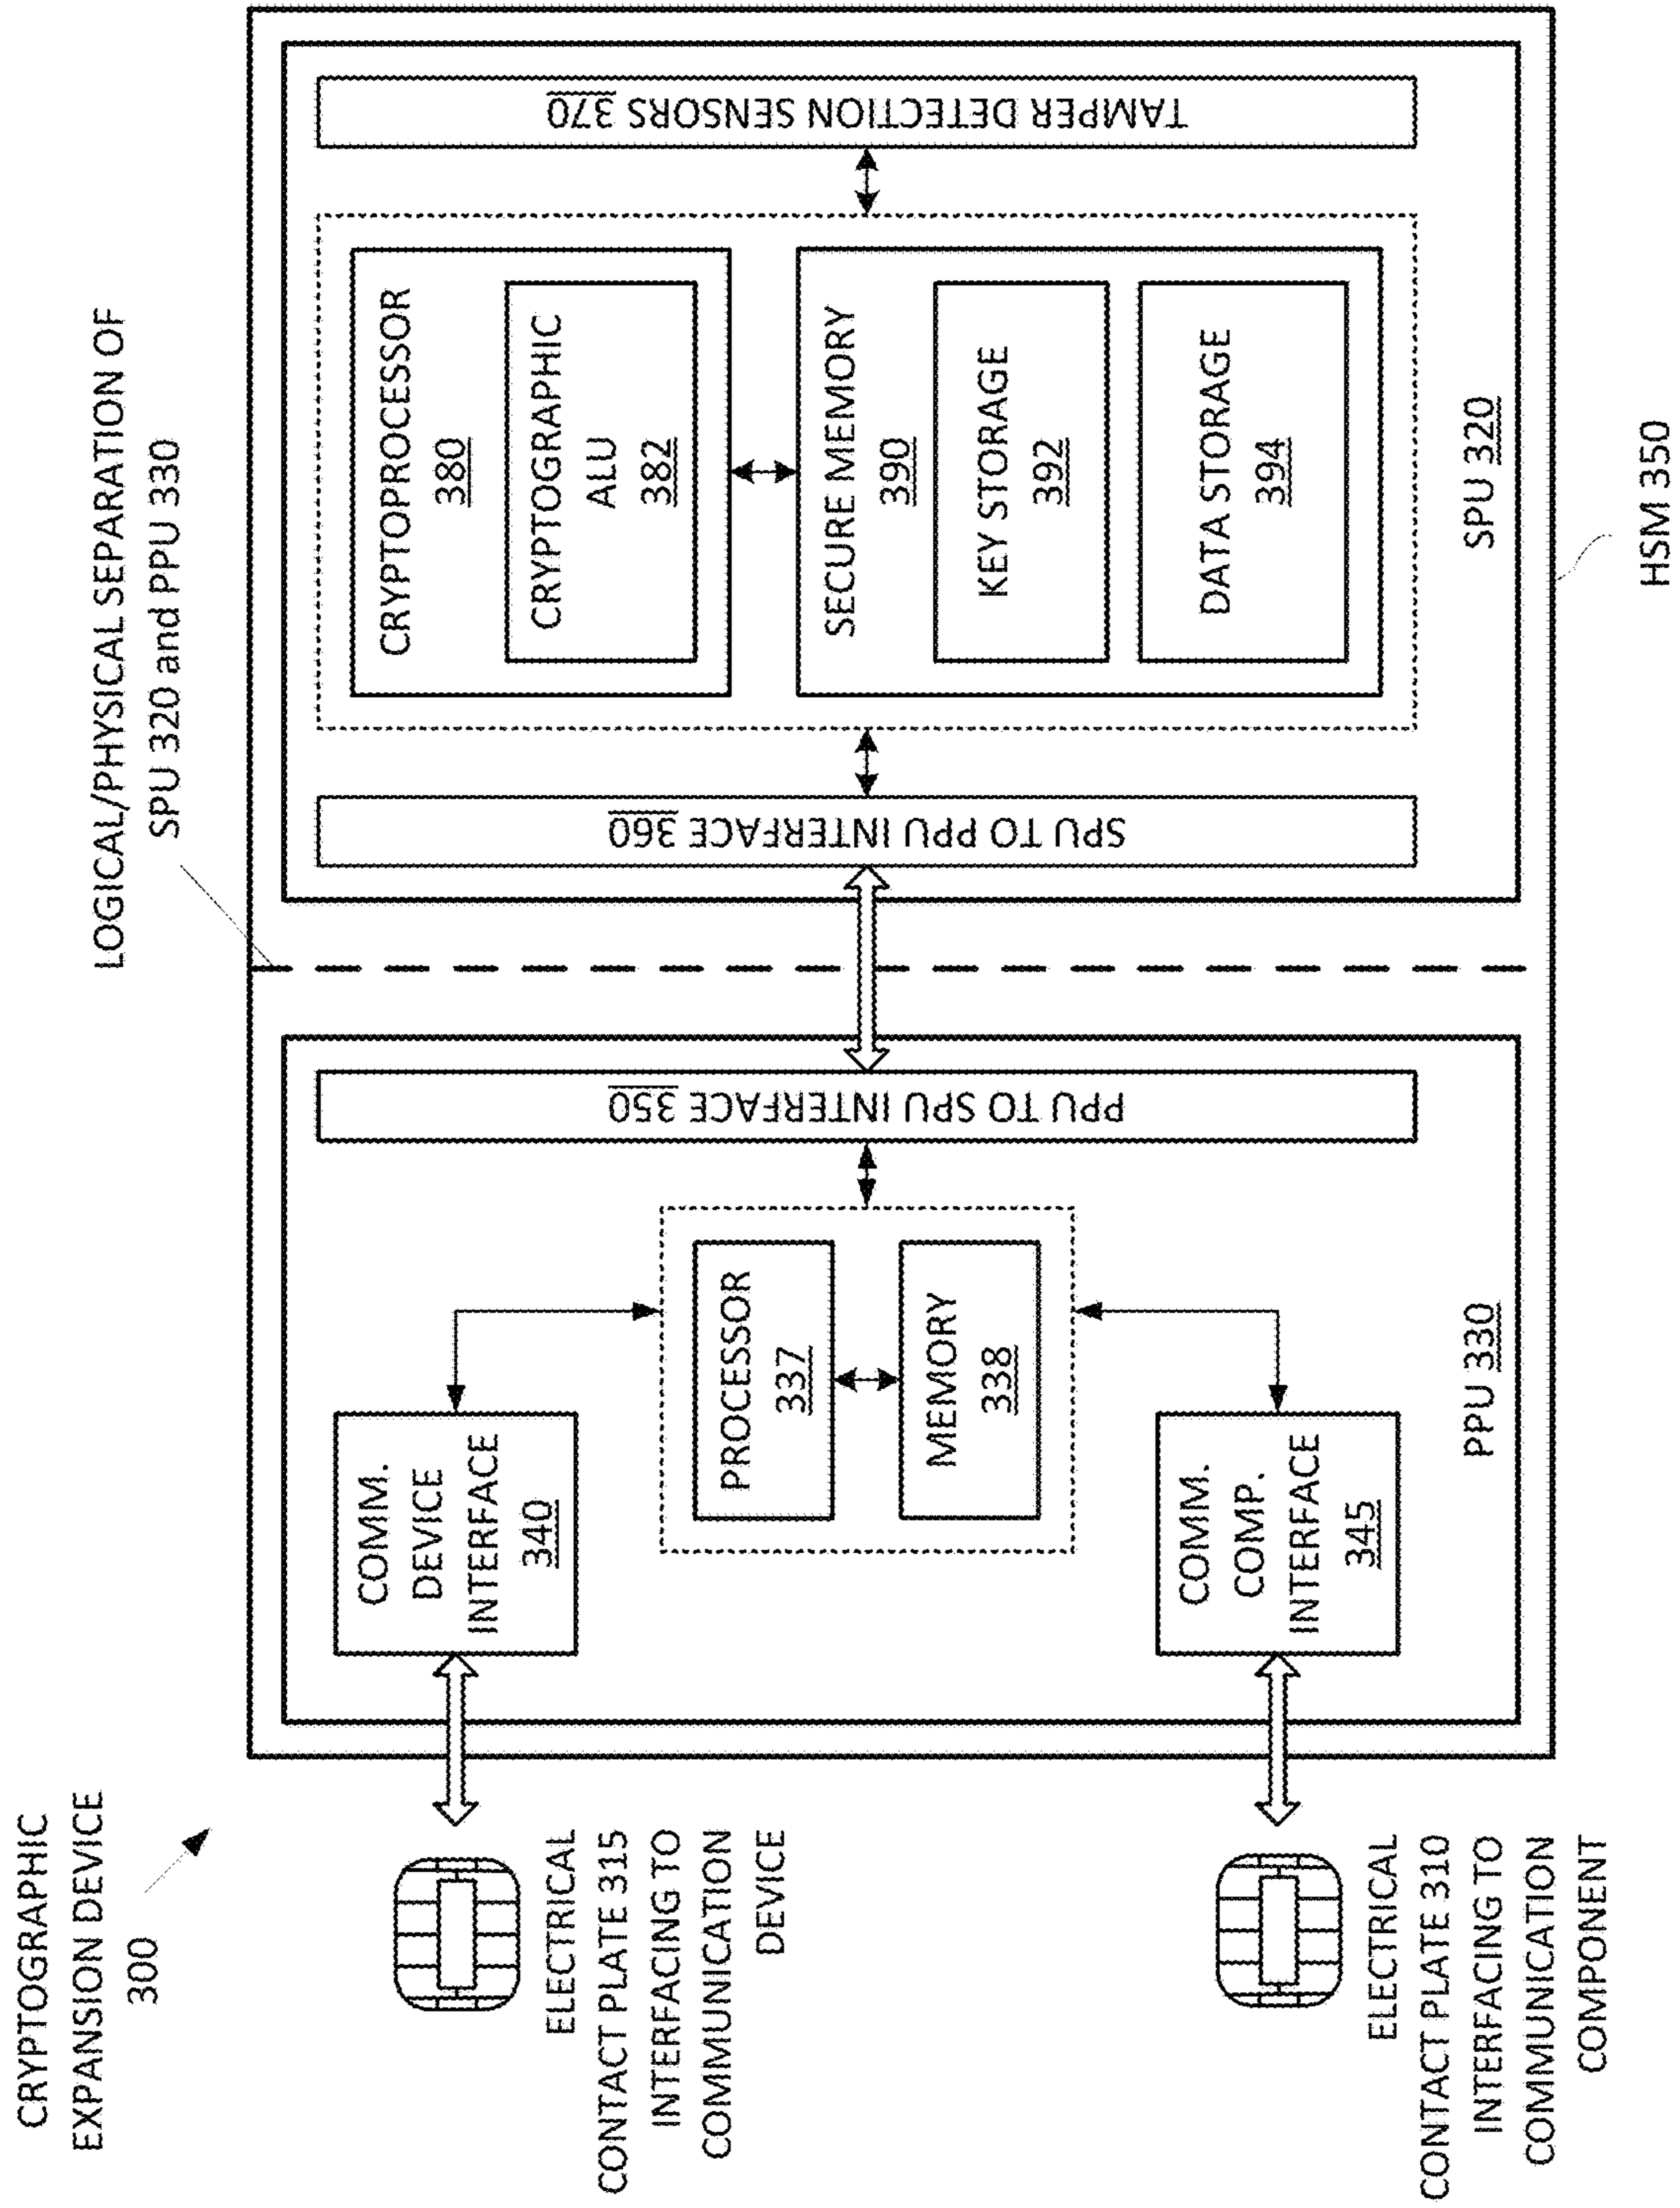 CRYPTOGRAPHIC
EXPANSION DEVICE
300
LOGICAL/PHYSICAL SEPARATION OF
SPU 320 and PPU 330
ELECTRICAL
CONTACT PLATE 315
INTERFACING TO
COMMUNICATION
DEVICE
COMM.
DEVICE
INTERFACE
340
PROCESSOR
337
MEMORY
338
PPU TO SPU INTERFACE 350
SPU TO PPU INTERFACE 360
CRYPTOPROCESSOR
380
CRYPTOGRAPHIC
ALU
382
SECURE MEMORY
390
KEY STORAGE
392
DATA STORAGE
394
TAMPER DETECTION SENSORS 370
ELECTRICAL
CONTACT PLATE 310
INTERFACING TO
COMMUNICATION
COMPONENT
COMM.
COMP.
INTERFACE
345
PPU 330
SPU 320
HSM 350